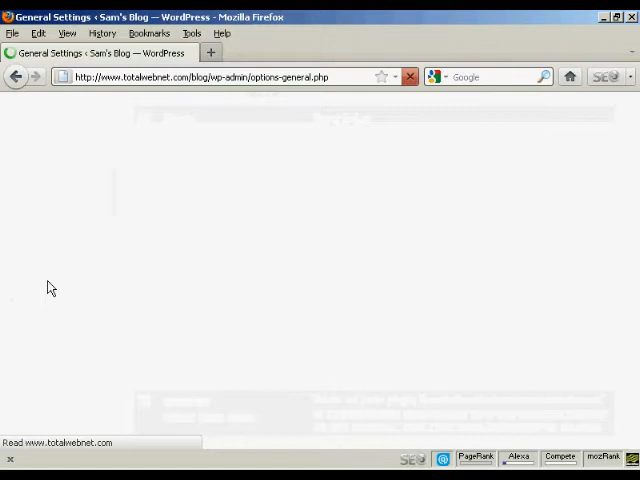 General Settings ‹ Sam's Blog — WordPress - Mozilla Firefox
File Edit View History Bookmarks Tools Help
General Settings ‹ Sam's Blog — WordPress
http://www.totalwebnet.com/blog/wp-admin/options-general.php
Google
SEO
Read www.totalwebnet.com
SEO PageRank Alexa Compete mozRank